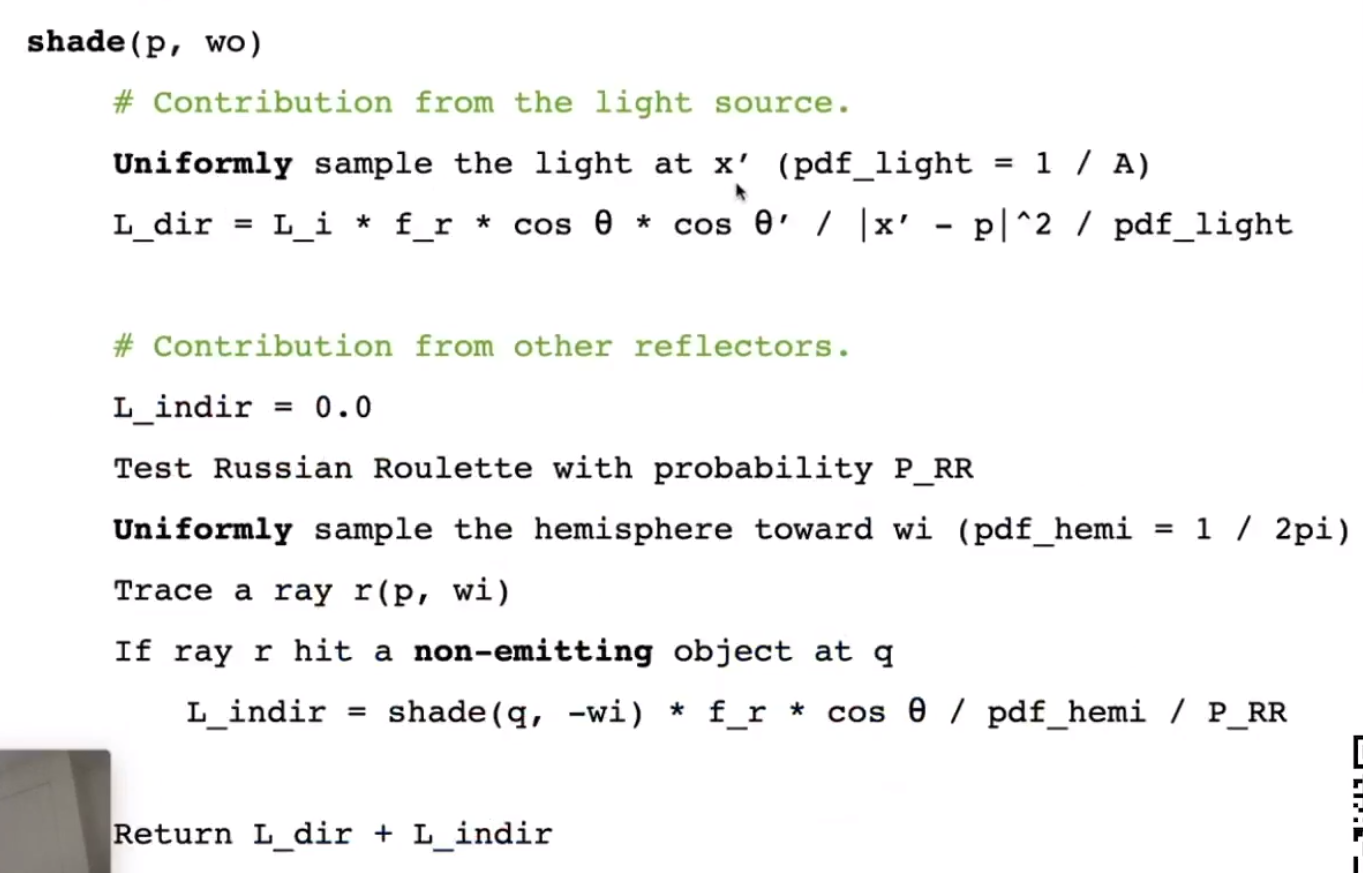 shade(p, wo)
# Contribution from the light source.
Uniformly sample the light at x′ (pdf_light = 1 / A)
L_dir = L_i * f_r * cos θ * cos θ′ / |x′ - p|^2 / pdf_light
# Contribution from other reflectors.
L_indir = 0.0
Test Russian Roulette with probability P_RR
Uniformly sample the hemisphere toward wi (pdf_hemi = 1 / 2pi)
Trace a ray r(p, wi)
If ray r hit a non-emitting object at q
L_indir = shade(q, -wi) * f_r * cos θ / pdf_hemi / P_RR
Return L_dir + L_indir